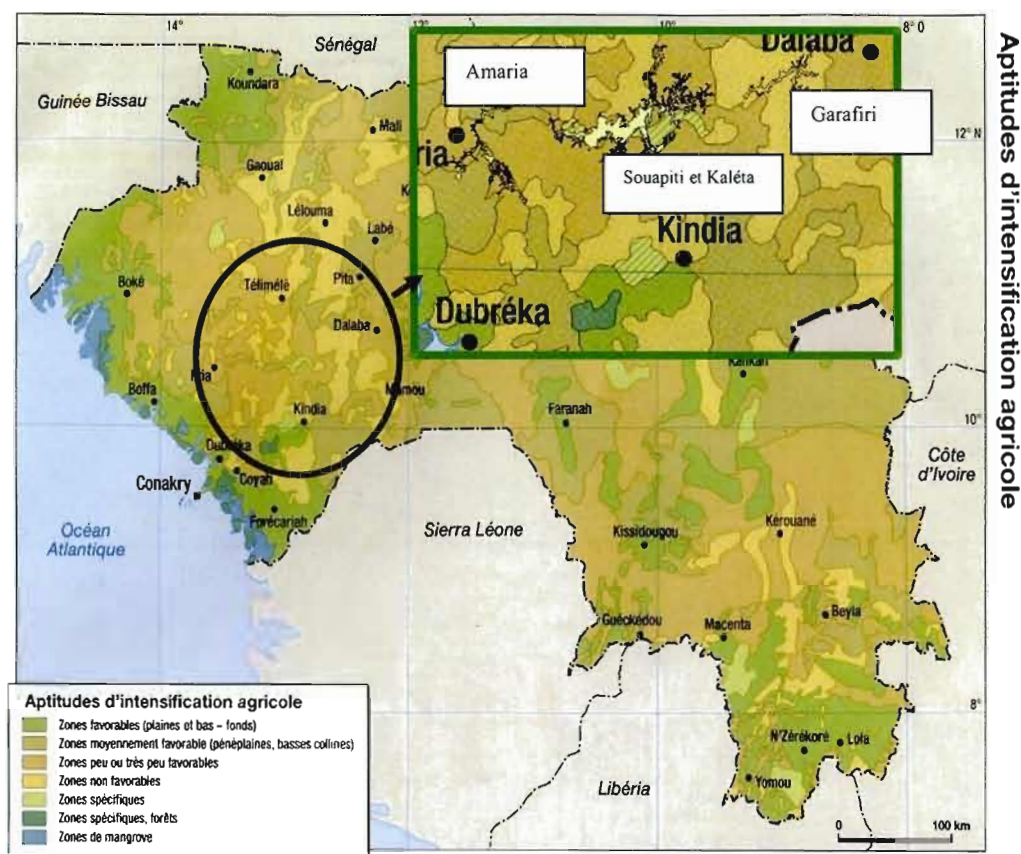 14°
12°
10°
8° 0
Sénégal
Guinée Bissau
Koundara
Mali
12° N
Gaoual
Lélouma
Labé
Boké
Télimélé
Pita
Dalaba
Fria
Boffa
Mamou
Kindia
Dubréka
Coyah
Conakry
Forécariah
Océan
Atlantique
Sierra Léone
Faranah
Kankan
10°
Côte
d'Ivoire
Kissidougou
Kérouané
Guéckédou
Macenta
Beyla
8°
N'Zérékoré
Lola
Yomou
Libéria
0
100 km
Amaria
Dalaba
Garafiri
ria
Souapiti et Kaléta
Kindia
Dubréka
Aptitudes d'intensification agricole
Aptitudes d'intensification agricole
Zones favorables (plaines et bas – fonds)
Zones moyennement favorable (pénéplaines, basses collines)
Zones peu ou très peu favorables
Zones non favorables
Zones spécifiques
Zones spécifiques, forêts
Zones de mangrove